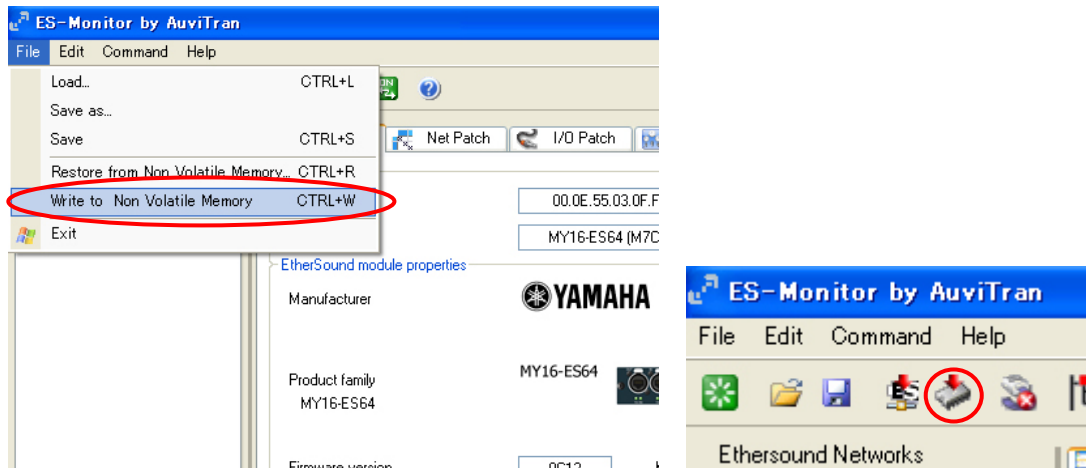 ES-Monitor by AuviTran
File Edit Command Help
Load... CTRL+L
Save as...
Save CTRL+S
Restore from Non Volatile Memory... CTRL+R
Write to Non Volatile Memory CTRL+W
Exit
Net Patch I/O Patch
00.0E.55.03.0F.F
MY16-ES64 (M7C
EtherSound module properties
Manufacturer YAMAHA
Product family MY16-ES64
MY16-ES64
Firmware version
ES-Monitor by AuviTran
File Edit Command Help
ES
Ethersound Networks